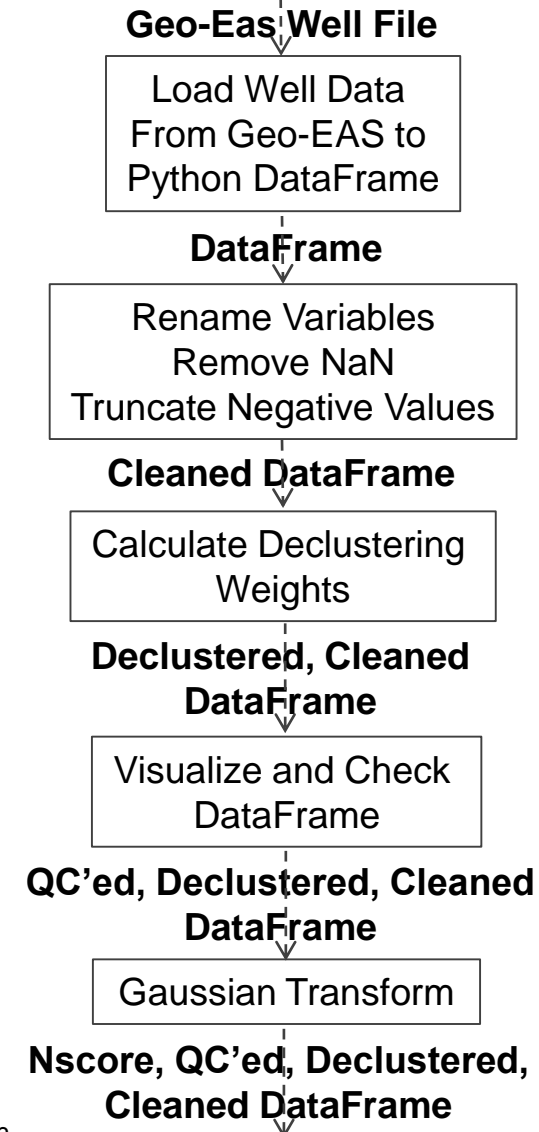 Geo-Eas Well File
Load Well Data
From Geo-EAS to
Python DataFrame
DataFrame
Rename Variables
Remove NaN
Truncate Negative Values
Cleaned DataFrame
Calculate Declustering
Weights
Declustered, Cleaned
DataFrame
Visualize and Check
DataFrame
QC’ed, Declustered, Cleaned
DataFrame
Gaussian Transform
Nscore, QC’ed, Declustered,
Cleaned DataFrame